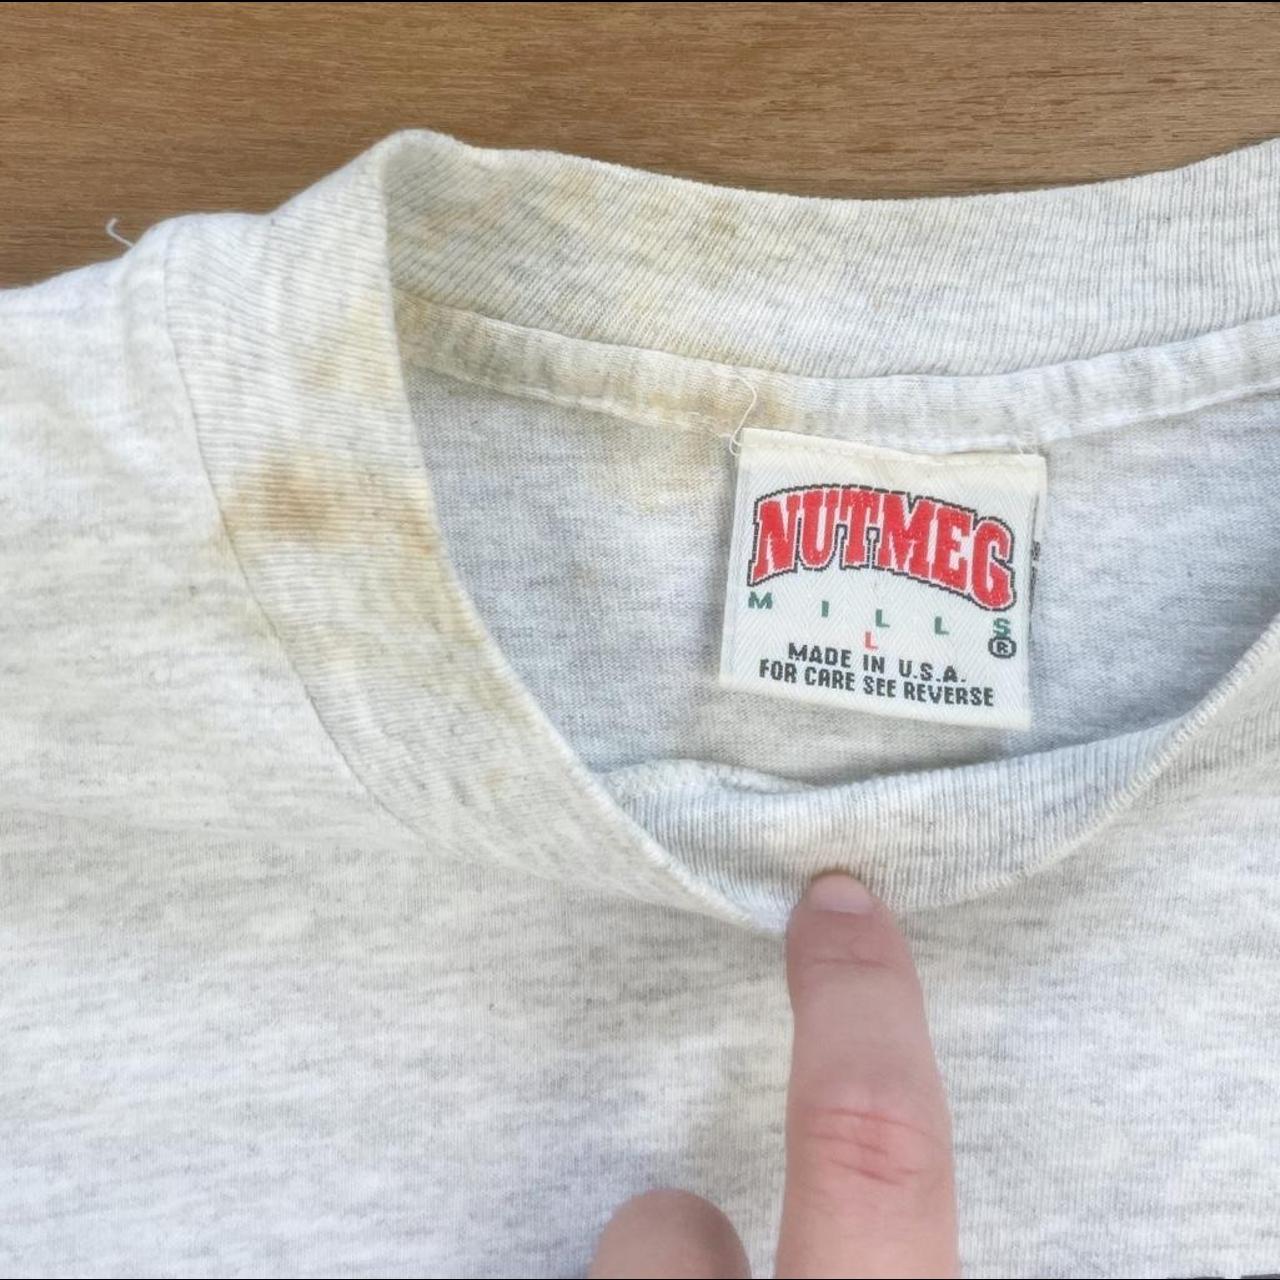 NUTMEG
MILLS
®
L
MADE IN U.S.A.
FOR CARE SEE REVERSE